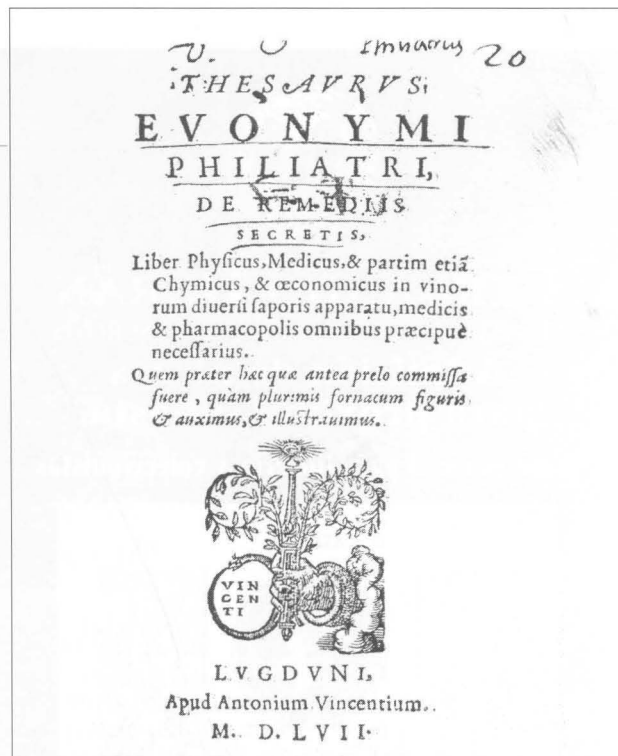 20
THESAVRVS
EVONYMI
PHILIATRI,
DE REMEDIIS
SECRETIS,
Liber Phyſicus, Medicus, & partim etiã
Chymicus, & œconomicus in vino-
rum diuerſi ſaporis apparatu, medicis
& pharmacopolis omnibus præcipuè
neceſſarius.
Quem præter hæc quæ antea prelo commiſſa
fuere, quàm plurimis fornacum figuris
& auximus, & illuſtrauimus.
VIN
CEN
TI
LVGDVNI,
Apud Antonium Vincentium.
M. D. LVII.